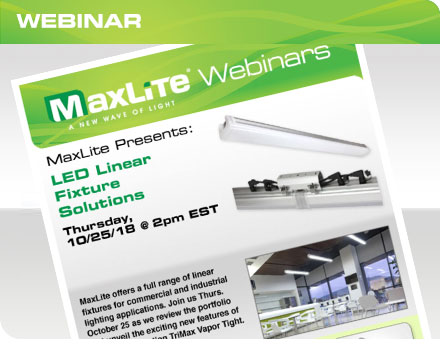 WEBINAR
MaxLite® Webinars
A NEW WAVE OF LIGHT
MaxLite Presents:
LED Linear
Fixture
Solutions
Thursday,
10/25/18 @ 2pm EST
MaxLite offers a full range of linear
fixtures for commercial and industrial
lighting applications. Join us Thurs.
October 25 as we review the portfolio
unveil the exciting new features of
TriMax Vapor Tight,